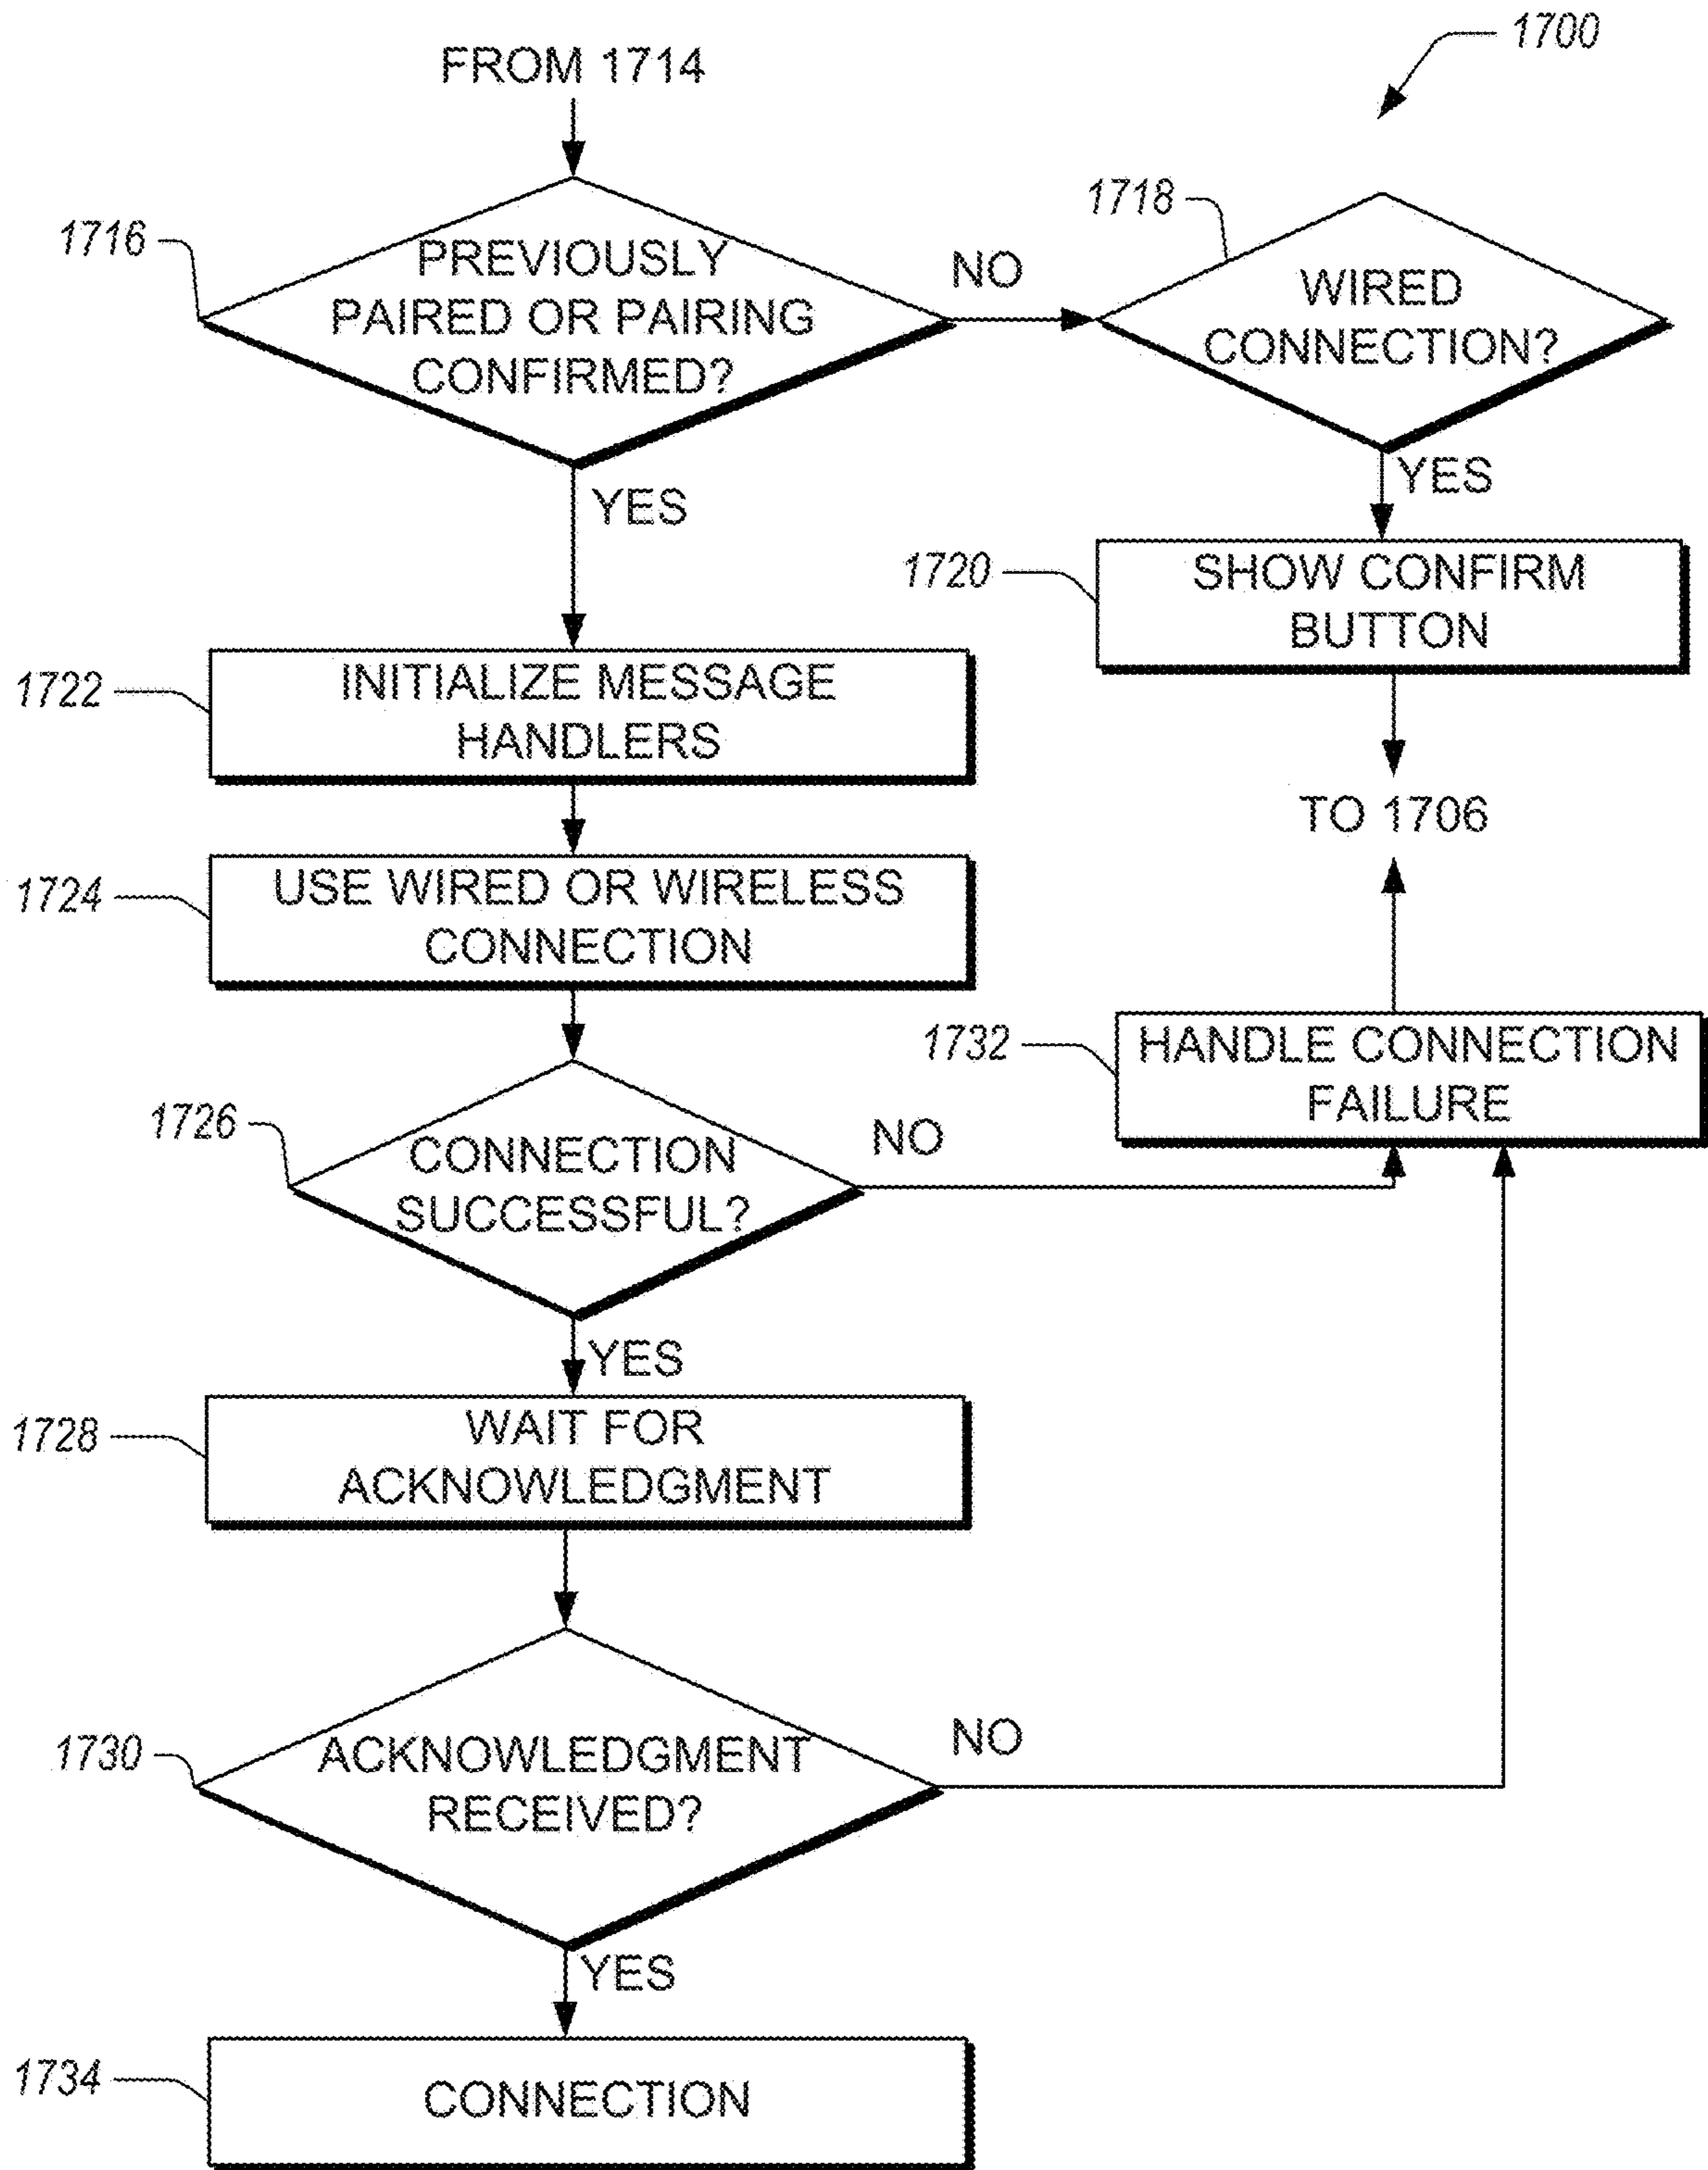 1700
FROM 1714
1716
PREVIOUSLY
PAIRED OR PAIRING
CONFIRMED?
NO
1718
WIRED
CONNECTION?
YES
YES
1720
SHOW CONFIRM
BUTTON
TO 1706
1722
INITIALIZE MESSAGE
HANDLERS
1724
USE WIRED OR WIRELESS
CONNECTION
1726
CONNECTION
SUCCESSFUL?
NO
1732
HANDLE CONNECTION
FAILURE
YES
1728
WAIT FOR
ACKNOWLEDGMENT
1730
ACKNOWLEDGMENT
RECEIVED?
NO
YES
1734
CONNECTION